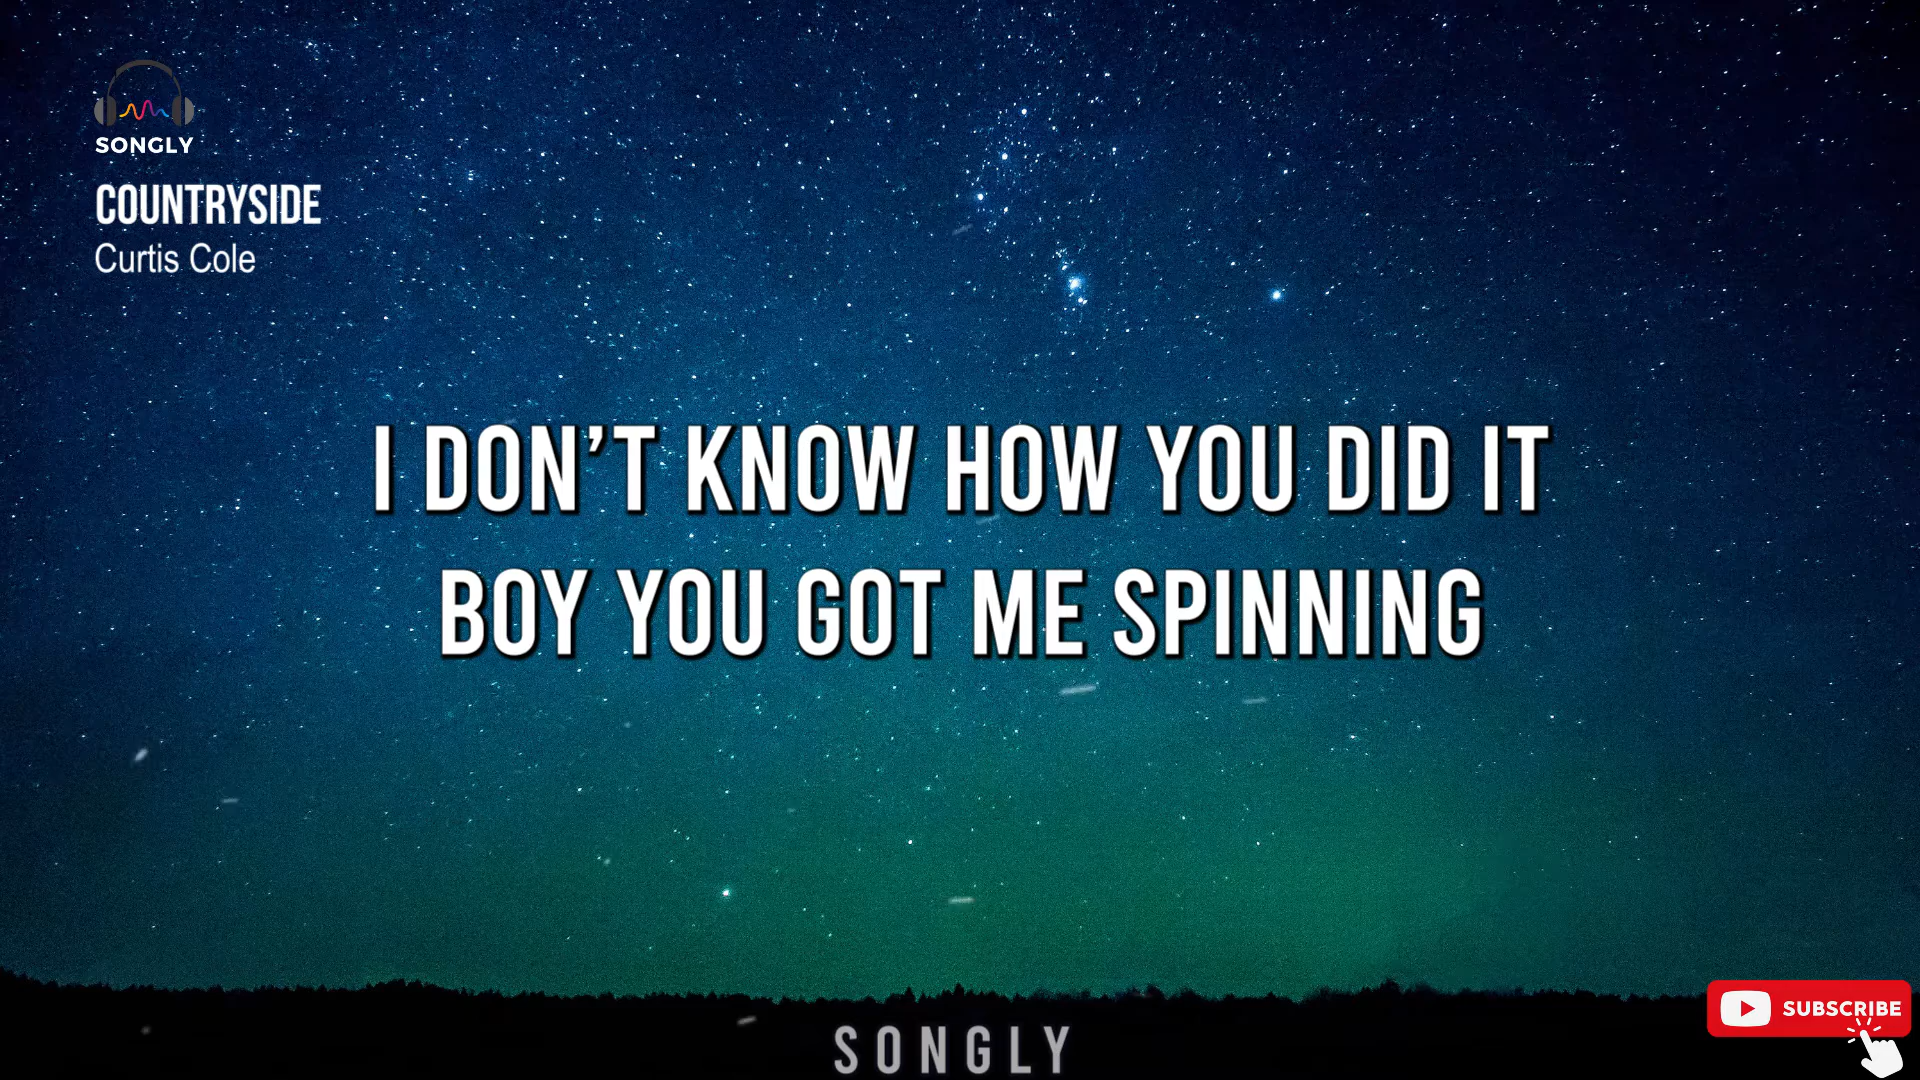 SONGLY
COUNTRYSIDE
Curtis Cole
I DON’T KNOW HOW YOU DID IT
BOY YOU GOT ME SPINNING
SONGLY
SUBSCRIBE